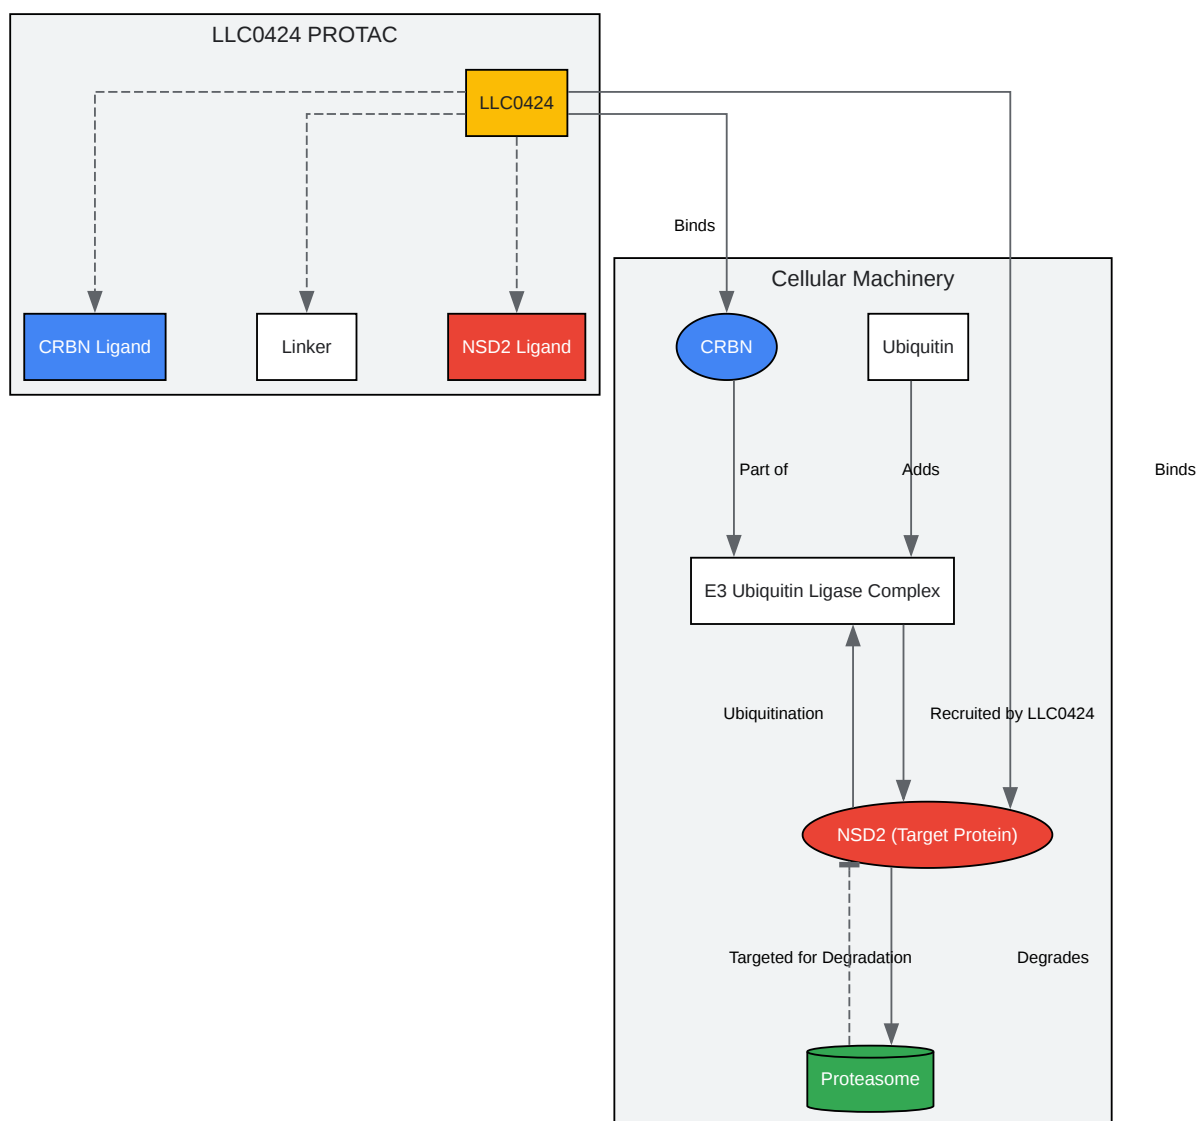 LLC0424 PROTAC
LLC0424
Binds
Cellular Machinery
CRBN Ligand
Linker
NSD2 Ligand
CRBN
Ubiquitin
Part of
Adds
Binds
E3 Ubiquitin Ligase Complex
Ubiquitination
Recruited by LLC0424
NSD2 (Target Protein)
Targeted for Degradation
Degrades
Proteasome